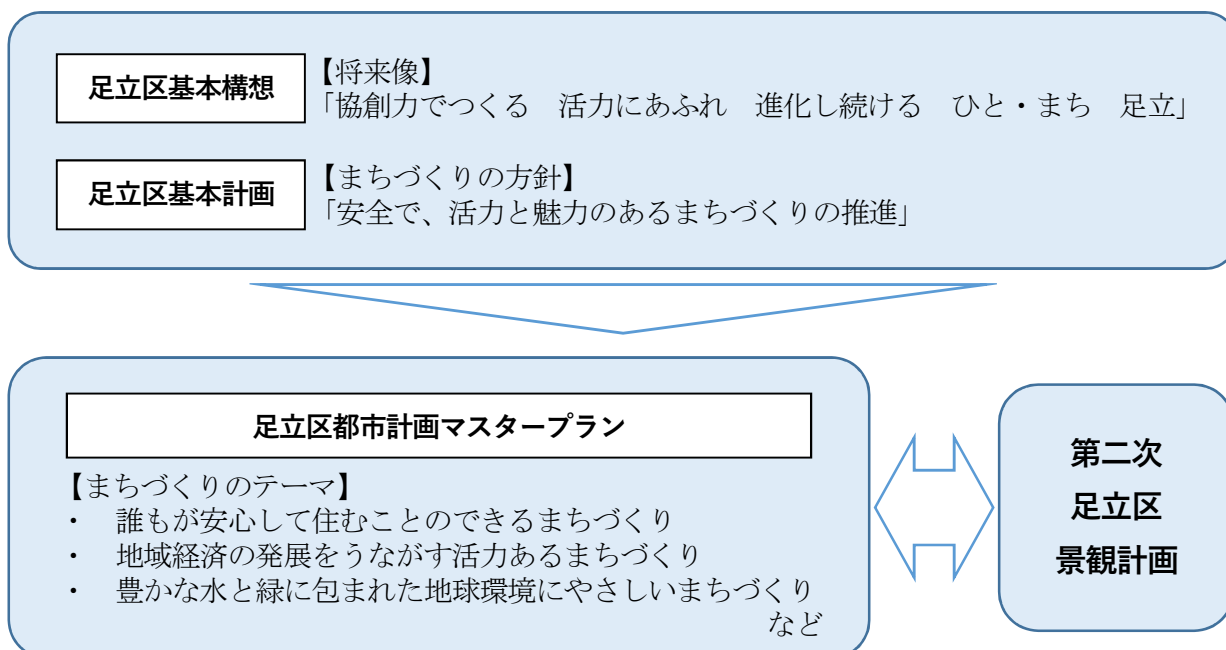 足立区基本構想
【将来像】
「協創力でつくる　活力にあふれ　進化し続ける　ひと・まち　足立」
足立区基本計画
【まちづくりの方針】
「安全で、活力と魅力のあるまちづくりの推進」
足立区都市計画マスタープラン
【まちづくりのテーマ】
・　誰もが安心して住むことのできるまちづくり
・　地域経済の発展をうながす活力あるまちづくり
・　豊かな水と緑に包まれた地球環境にやさしいまちづくり
など
第二次
足立区
景観計画